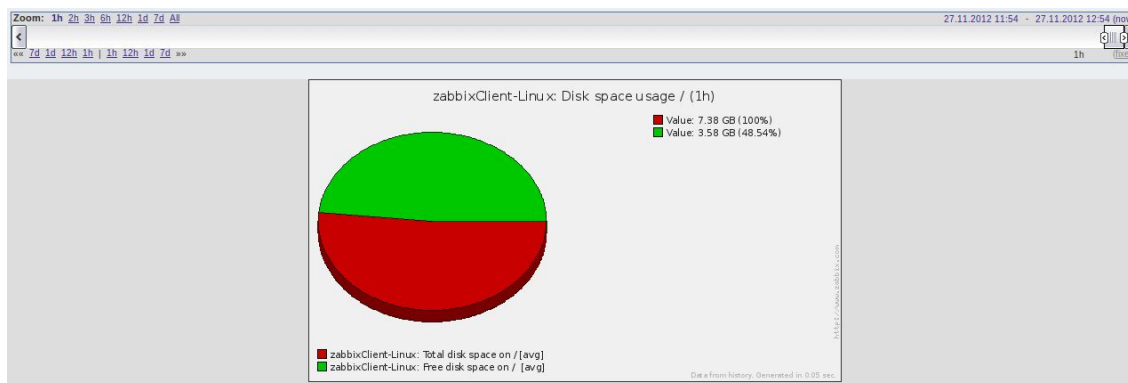 Zoom: 1h 2h 3h 6h 12h 1d 7d All 27.11.2012 11:54 - 27.11.2012 12:54
«« 7d 1d 12h 1h | 1h 12h 1d 7d »» 1h
zabbixClient-Linux: Disk space usage / (1h)
Value: 7.38 GB (100%)
Value: 3.58 GB (48.54%)
http://www.zabbix.com
zabbixClient-Linux: Total disk space on / [avg]
zabbixClient-Linux: Free disk space on / [avg]
Data from history. Generated in 0.05 sec.